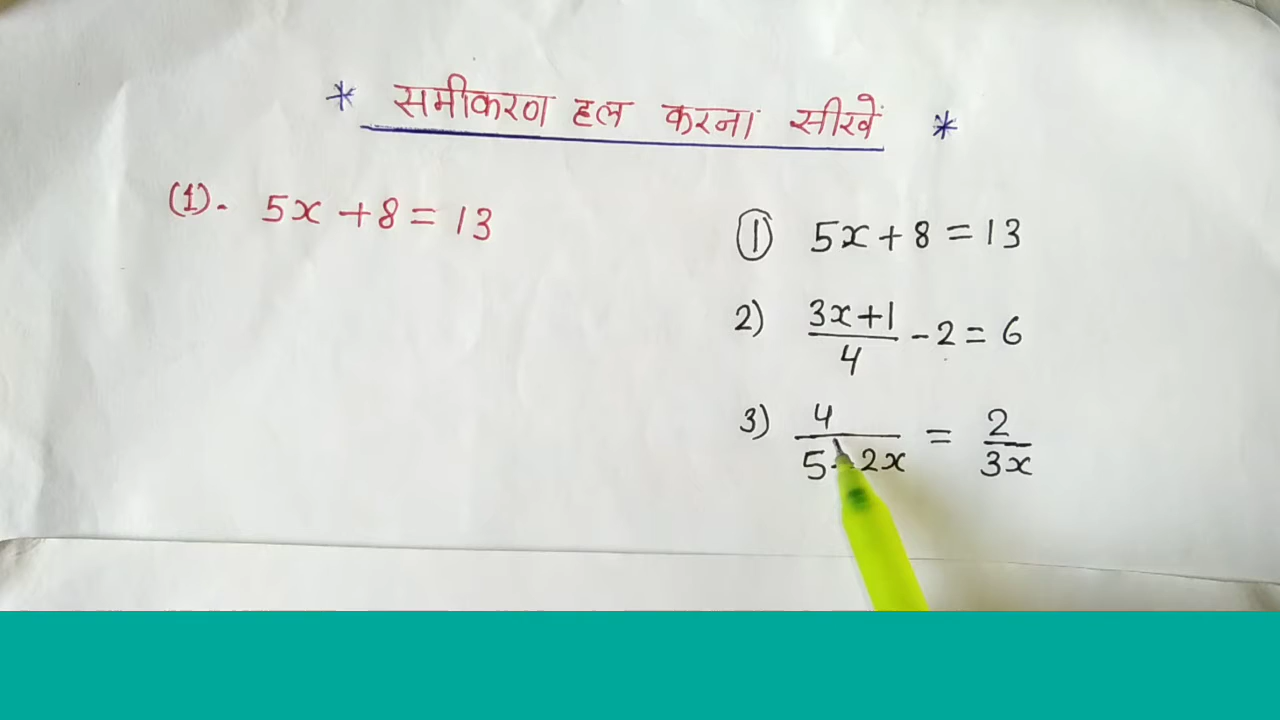 * समीकरण हल करना सीखें *
(1). 5x + 8 = 13
① 5x + 8 = 13
2) (3x+1)/4 - 2 = 6
3) 4/(5 - 2x) = 2/(3x)